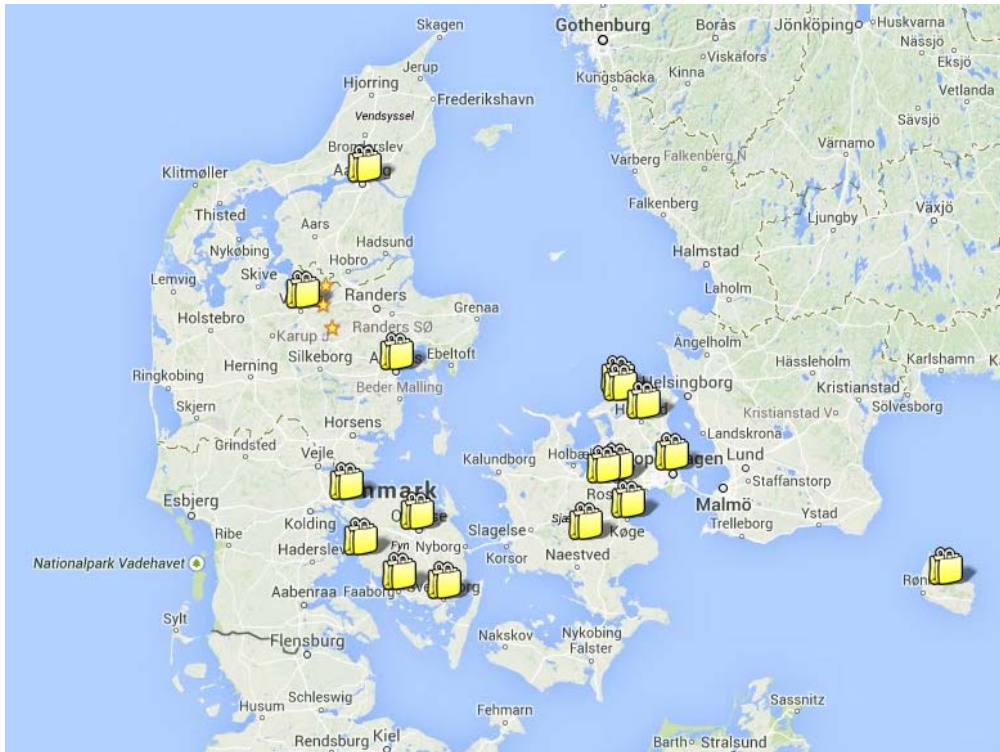 Skagen
Gothenburg
Borås
Jönköping
Huskvarna
Nässjö
Viskafors
Eksjö
Jerup
Kungsbacka
Kinna
Hjorring
Vetlanda
Frederikshavn
Sävsjö
Vendsyssel
Värnamo
Varberg
Falkenberg N
Klitmøller
Falkenberg
Växjö
Thisted
Ljungby
Aars
Nykøbing
Hadsund
Halmstad
Hobro
Skive
Lemvig
Laholm
Randers
Grenaa
Holstebro
Randers SØ
Karup J
Ängelholm
Silkeborg
Ebeltoft
Hässleholm
Karlshamn
Herning
Ringkobing
Beder Malling
Helsingborg
Kristianstad
Sölvesborg
Skjern
Kristianstad V
Horsens
Landskrona
Grindsted
Vejle
Kalundborg
Lund
Staffanstorp
Esbjerg
Malmö
Kolding
Slagelse
Køge
Trelleborg
Ystad
Ribe
Fyn
Nyborg
Korsor
Naestved
Nationalpark Vadehavet
Aabenraa
Faaborg
Sylt
Flensburg
Nakskov
Nykobing
Falster
Schleswig
Husum
Fehmarn
Sassnitz
Rendsburg
Kiel
Barth
Stralsund